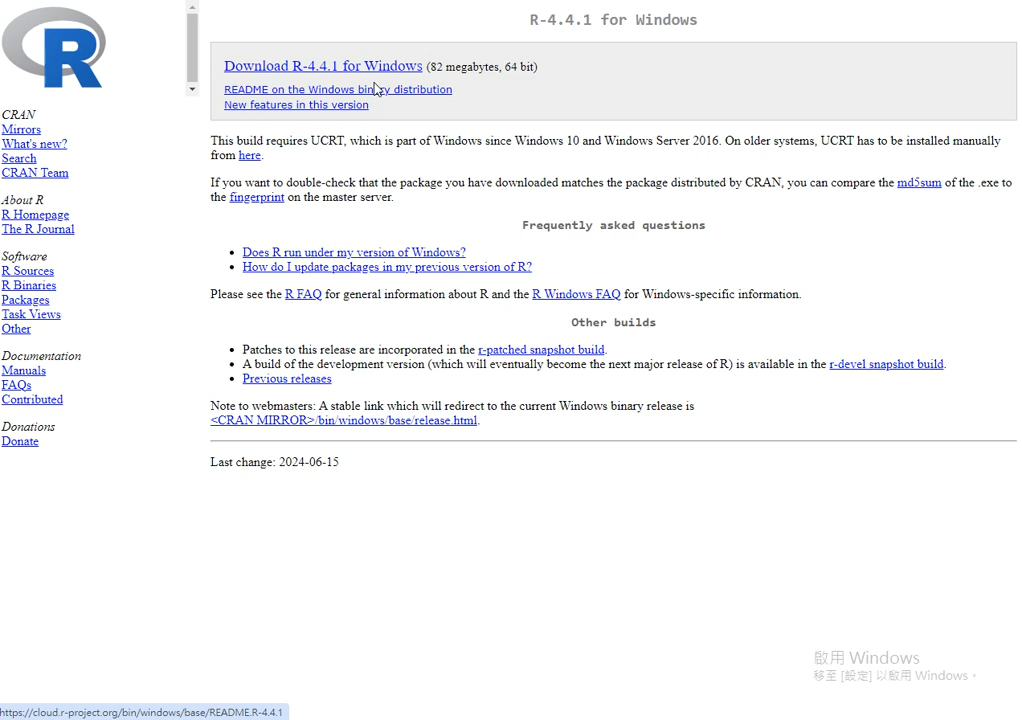 R
CRAN
Mirrors
What's new?
Search
CRAN Team
About R
R Homepage
The R Journal
Software
R Sources
R Binaries
Packages
Task Views
Other
Documentation
Manuals
FAQs
Contributed
Donations
Donate
R-4.4.1 for Windows
Download R-4.4.1 for Windows (82 megabytes, 64 bit)
README on the Windows binary distribution
New features in this version
This build requires UCRT, which is part of Windows since Windows 10 and Windows Server 2016. On older systems, UCRT has to be installed manually
from here.
If you want to double-check that the package you have downloaded matches the package distributed by CRAN, you can compare the md5sum of the .exe to
the fingerprint on the master server.
Frequently asked questions
• Does R run under my version of Windows?
• How do I update packages in my previous version of R?
Please see the R FAQ for general information about R and the R Windows FAQ for Windows-specific information.
Other builds
• Patches to this release are incorporated in the r-patched snapshot build.
• A build of the development version (which will eventually become the next major release of R) is available in the r-devel snapshot build.
• Previous releases
Note to webmasters: A stable link which will redirect to the current Windows binary release is
<CRAN MIRROR>/bin/windows/base/release.html.
Last change: 2024-06-15
啟用 Windows
移至 [設定] 以啟用 Windows。
https://cloud.r-project.org/bin/windows/base/README.R-4.4.1